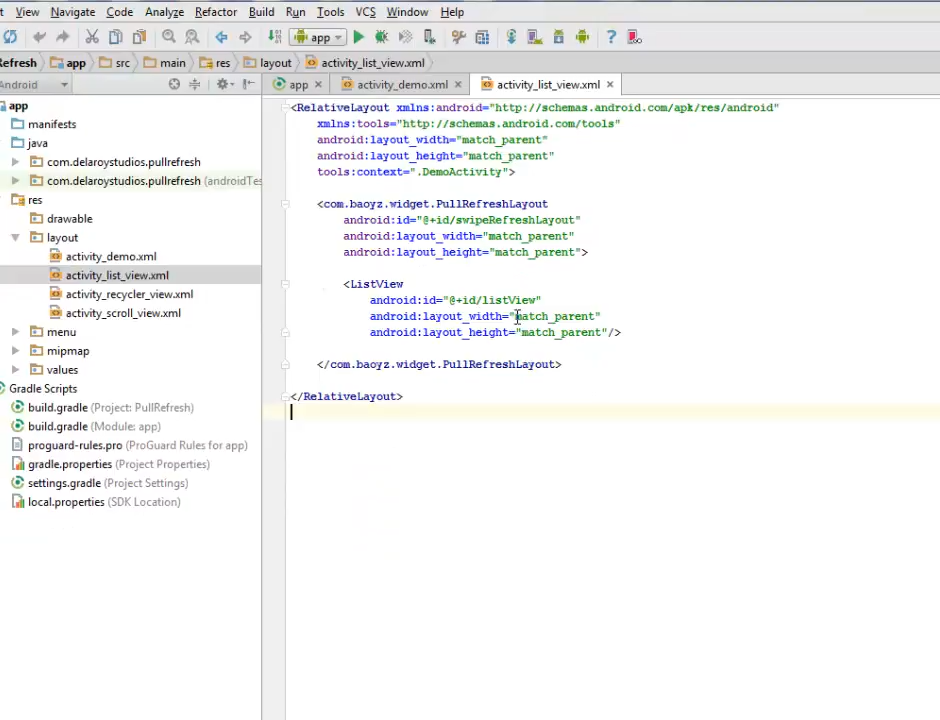 t View Navigate Code Analyze Refactor Build Run Tools VCS Window Help
app
Refresh app src main res layout activity_list_view.xml
Android app activity_demo.xml activity_list_view.xml
app
manifests
java
com.delaroystudios.pullrefresh
com.delaroystudios.pullrefresh (androidTes
res
drawable
layout
activity_demo.xml
activity_list_view.xml
activity_recycler_view.xml
activity_scroll_view.xml
menu
mipmap
values
Gradle Scripts
build.gradle (Project: PullRefresh)
build.gradle (Module: app)
proguard-rules.pro (ProGuard Rules for app)
gradle.properties (Project Properties)
settings.gradle (Project Settings)
local.properties (SDK Location)
<RelativeLayout xmlns:android="http://schemas.android.com/apk/res/android"
xmlns:tools="http://schemas.android.com/tools"
android:layout_width="match_parent"
android:layout_height="match_parent"
tools:context=".DemoActivity">
<com.baoyz.widget.PullRefreshLayout
android:id="@+id/swipeRefreshLayout"
android:layout_width="match_parent"
android:layout_height="match_parent">
<ListView
android:id="@+id/listView"
android:layout_width="match_parent"
android:layout_height="match_parent"/>
</com.baoyz.widget.PullRefreshLayout>
</RelativeLayout>